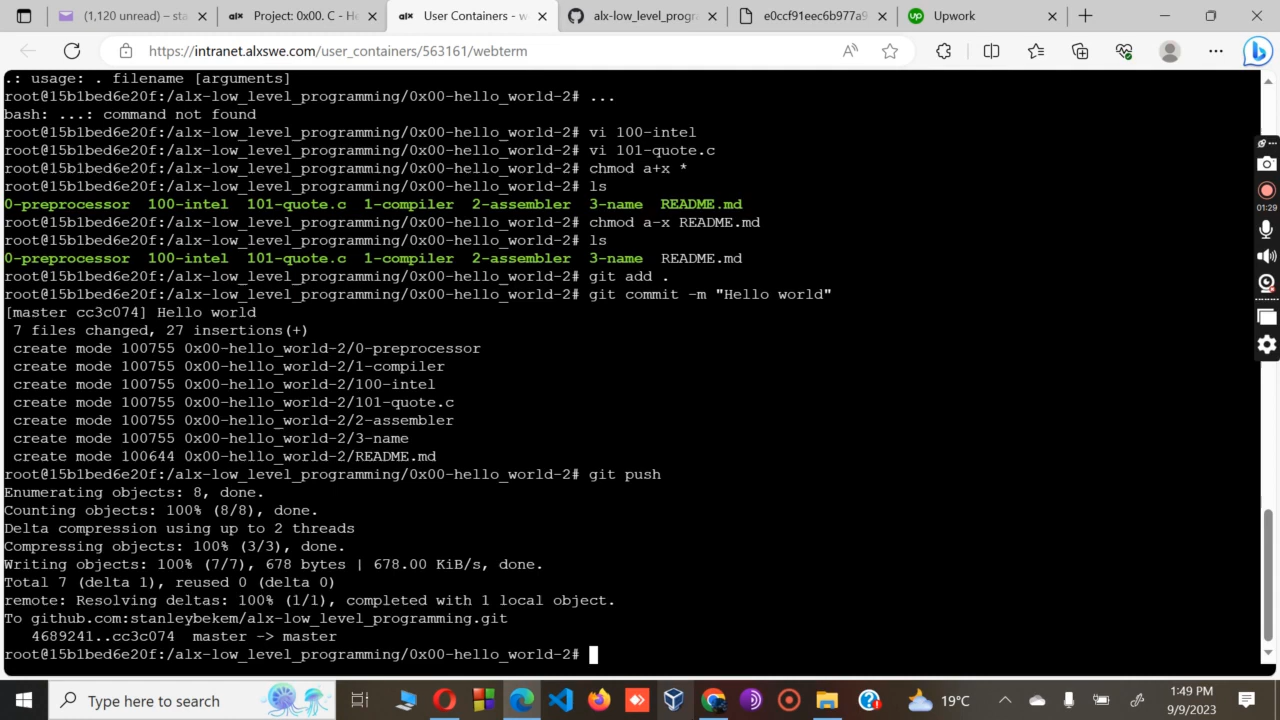 (1,120 unread) – sta
Project: 0x00. C - He
User Containers - w
alx-low_level_progra
e0ccf91eec6b977a9
Upwork
https://intranet.alxswe.com/user_containers/563161/webterm
.: usage: . filename [arguments]
root@15b1bed6e20f:/alx-low_level_programming/0x00-hello_world-2# ...
bash: ...: command not found
root@15b1bed6e20f:/alx-low_level_programming/0x00-hello_world-2# vi 100-intel
root@15b1bed6e20f:/alx-low_level_programming/0x00-hello_world-2# vi 101-quote.c
root@15b1bed6e20f:/alx-low_level_programming/0x00-hello_world-2# chmod a+x *
root@15b1bed6e20f:/alx-low_level_programming/0x00-hello_world-2# ls
0-preprocessor  100-intel  101-quote.c  1-compiler  2-assembler  3-name  README.md
root@15b1bed6e20f:/alx-low_level_programming/0x00-hello_world-2# chmod a-x README.md
root@15b1bed6e20f:/alx-low_level_programming/0x00-hello_world-2# ls
0-preprocessor  100-intel  101-quote.c  1-compiler  2-assembler  3-name  README.md
root@15b1bed6e20f:/alx-low_level_programming/0x00-hello_world-2# git add .
root@15b1bed6e20f:/alx-low_level_programming/0x00-hello_world-2# git commit -m "Hello world"
[master cc3c074] Hello world
7 files changed, 27 insertions(+)
create mode 100755 0x00-hello_world-2/0-preprocessor
create mode 100755 0x00-hello_world-2/1-compiler
create mode 100755 0x00-hello_world-2/100-intel
create mode 100755 0x00-hello_world-2/101-quote.c
create mode 100755 0x00-hello_world-2/2-assembler
create mode 100755 0x00-hello_world-2/3-name
create mode 100644 0x00-hello_world-2/README.md
root@15b1bed6e20f:/alx-low_level_programming/0x00-hello_world-2# git push
Enumerating objects: 8, done.
Counting objects: 100% (8/8), done.
Delta compression using up to 2 threads
Compressing objects: 100% (3/3), done.
Writing objects: 100% (7/7), 678 bytes | 678.00 KiB/s, done.
Total 7 (delta 1), reused 0 (delta 0)
remote: Resolving deltas: 100% (1/1), completed with 1 local object.
To github.com:stanleybekem/alx-low_level_programming.git
4689241..cc3c074  master -> master
root@15b1bed6e20f:/alx-low_level_programming/0x00-hello_world-2#
01:29
Type here to search
19°C
1:49 PM
9/9/2023